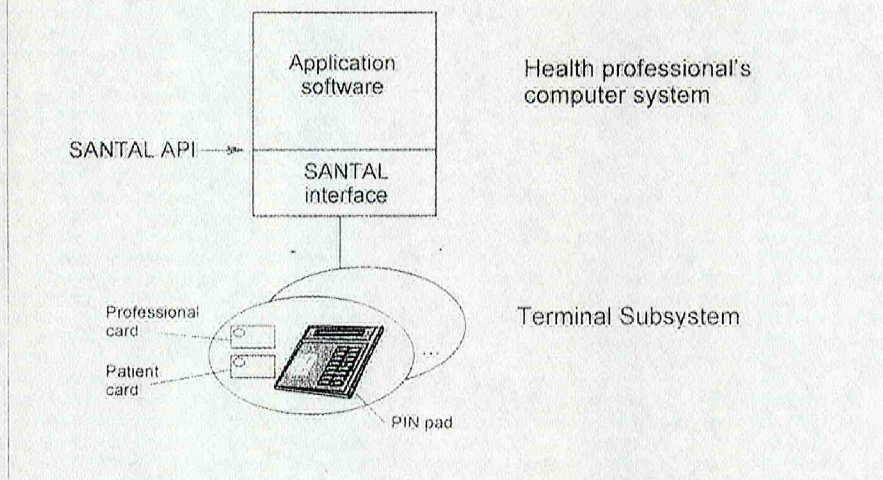 Application
software
Health professional's
computer system
SANTAL API
SANTAL
interface
Professional
card
Patient
card
Terminal Subsystem
...
PIN pad